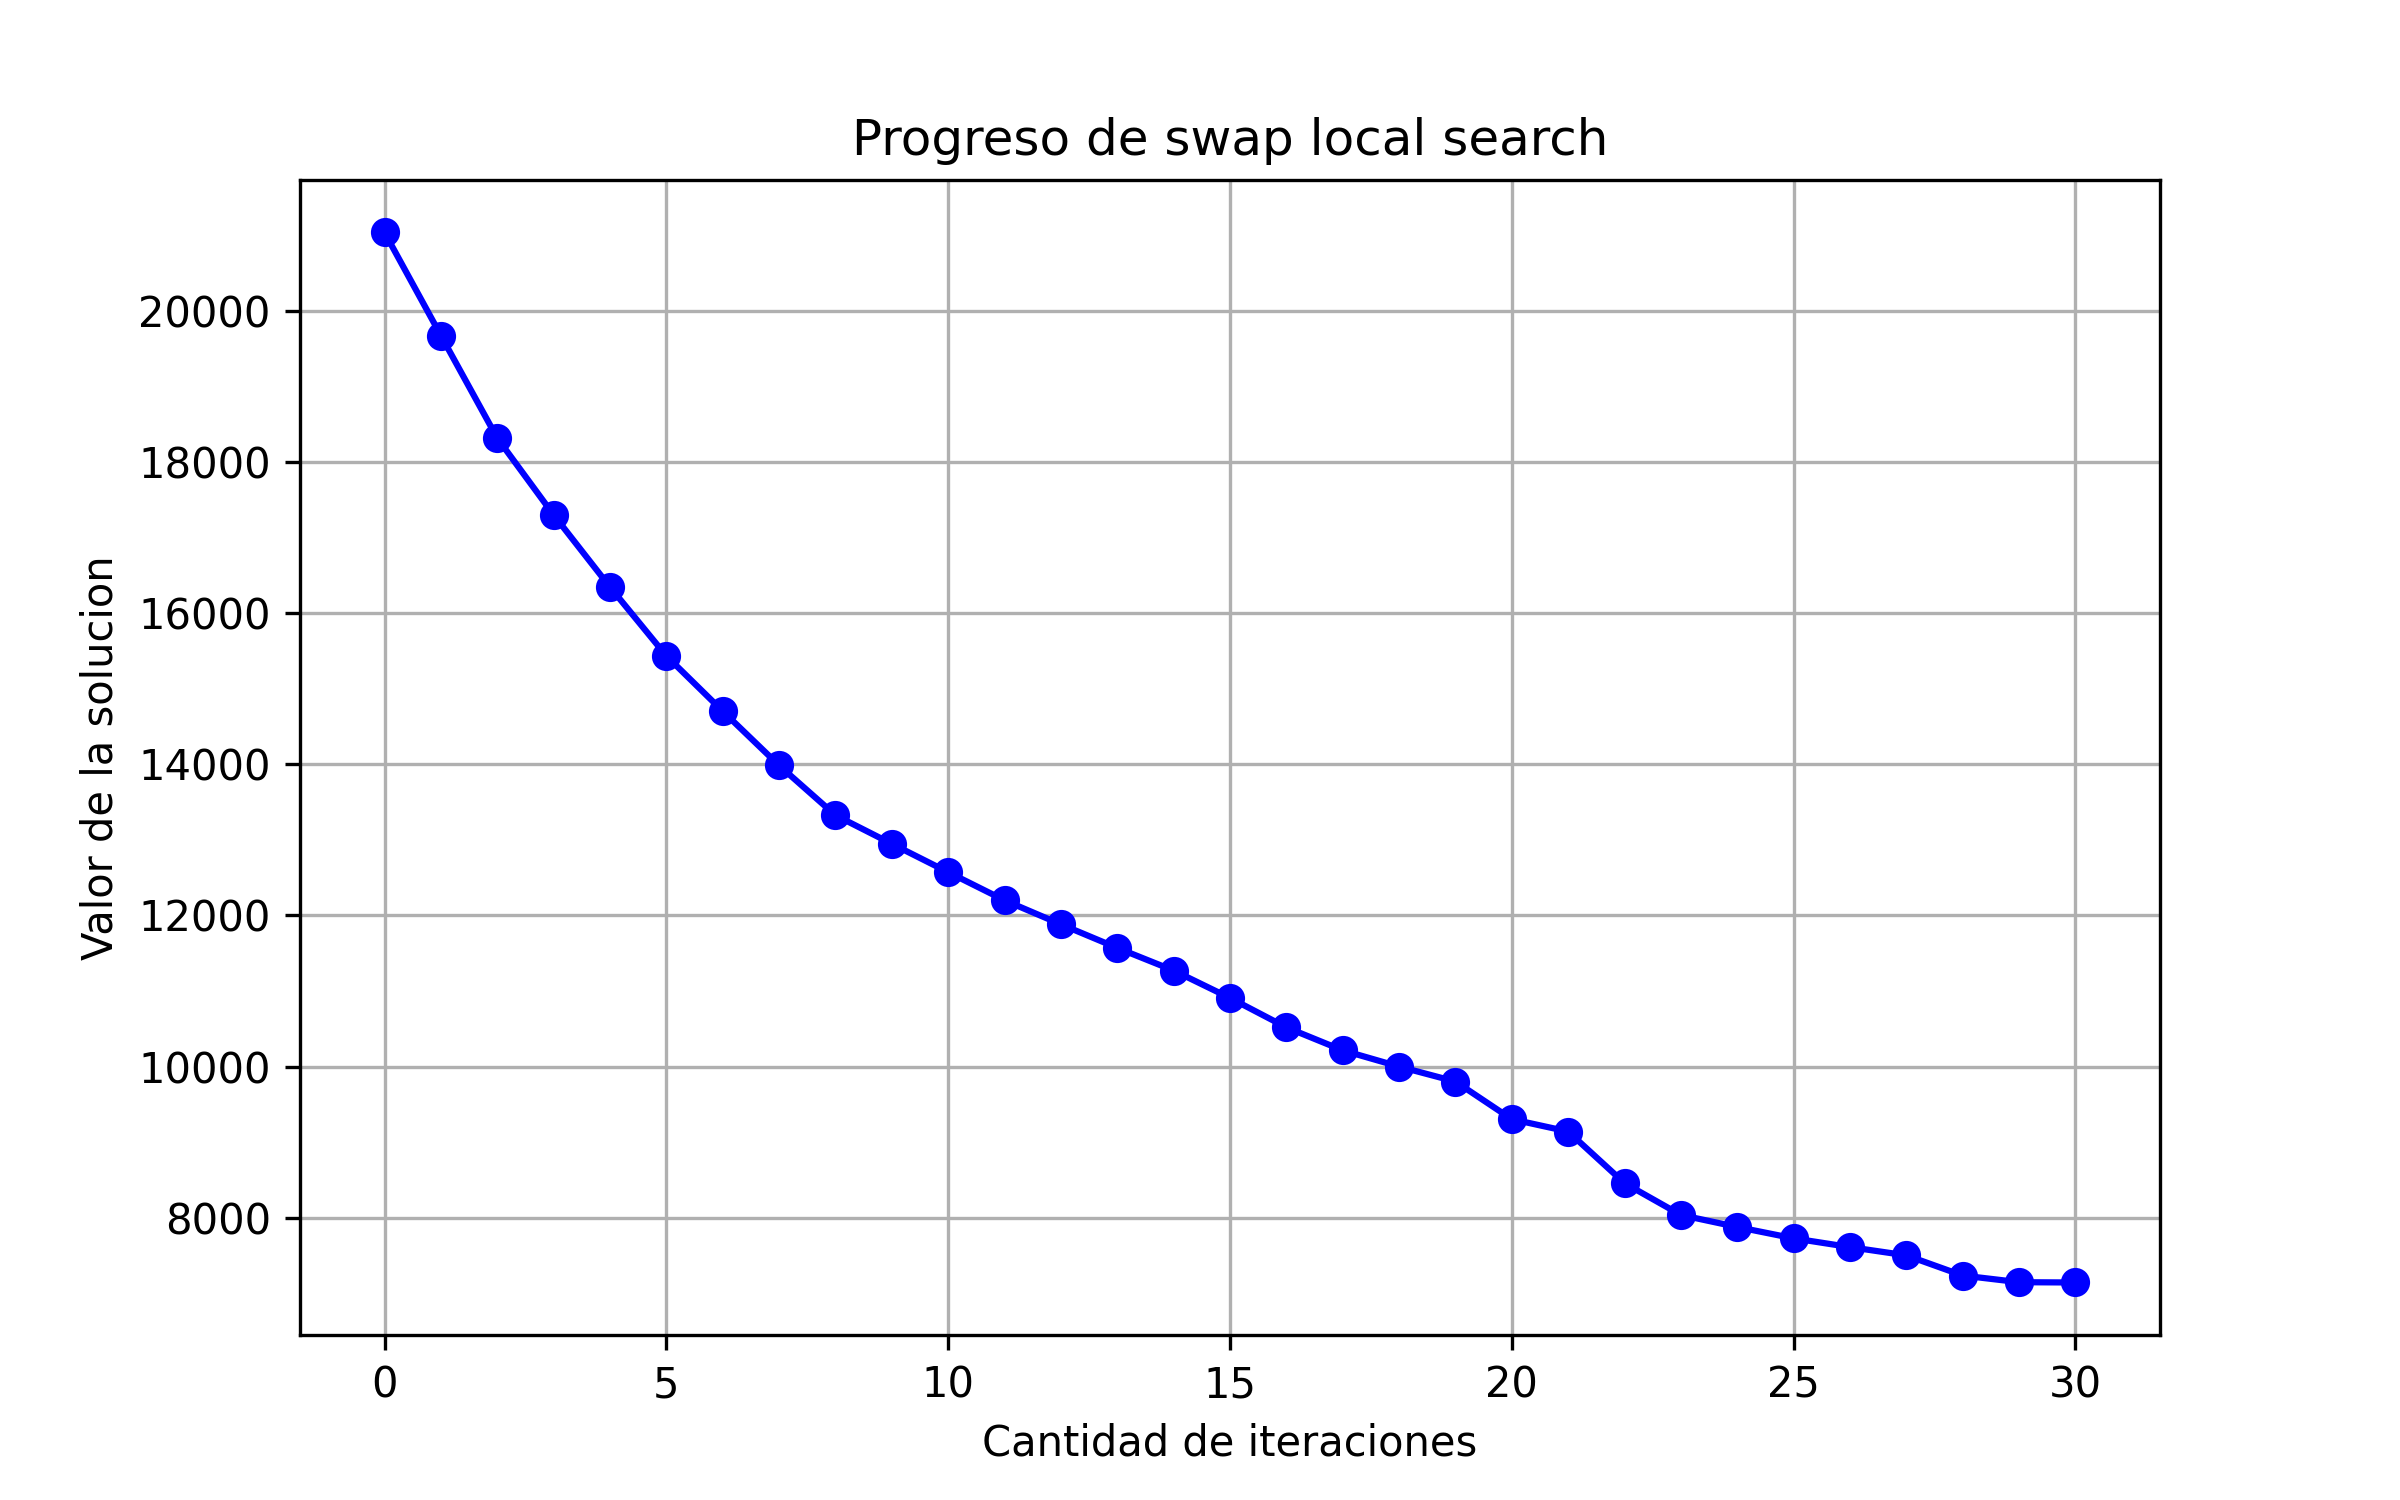 Progreso de swap local search
Valor de la solucion
20000
18000
16000
14000
12000
10000
8000
0 5 10 15 20 25 30
Cantidad de iteraciones